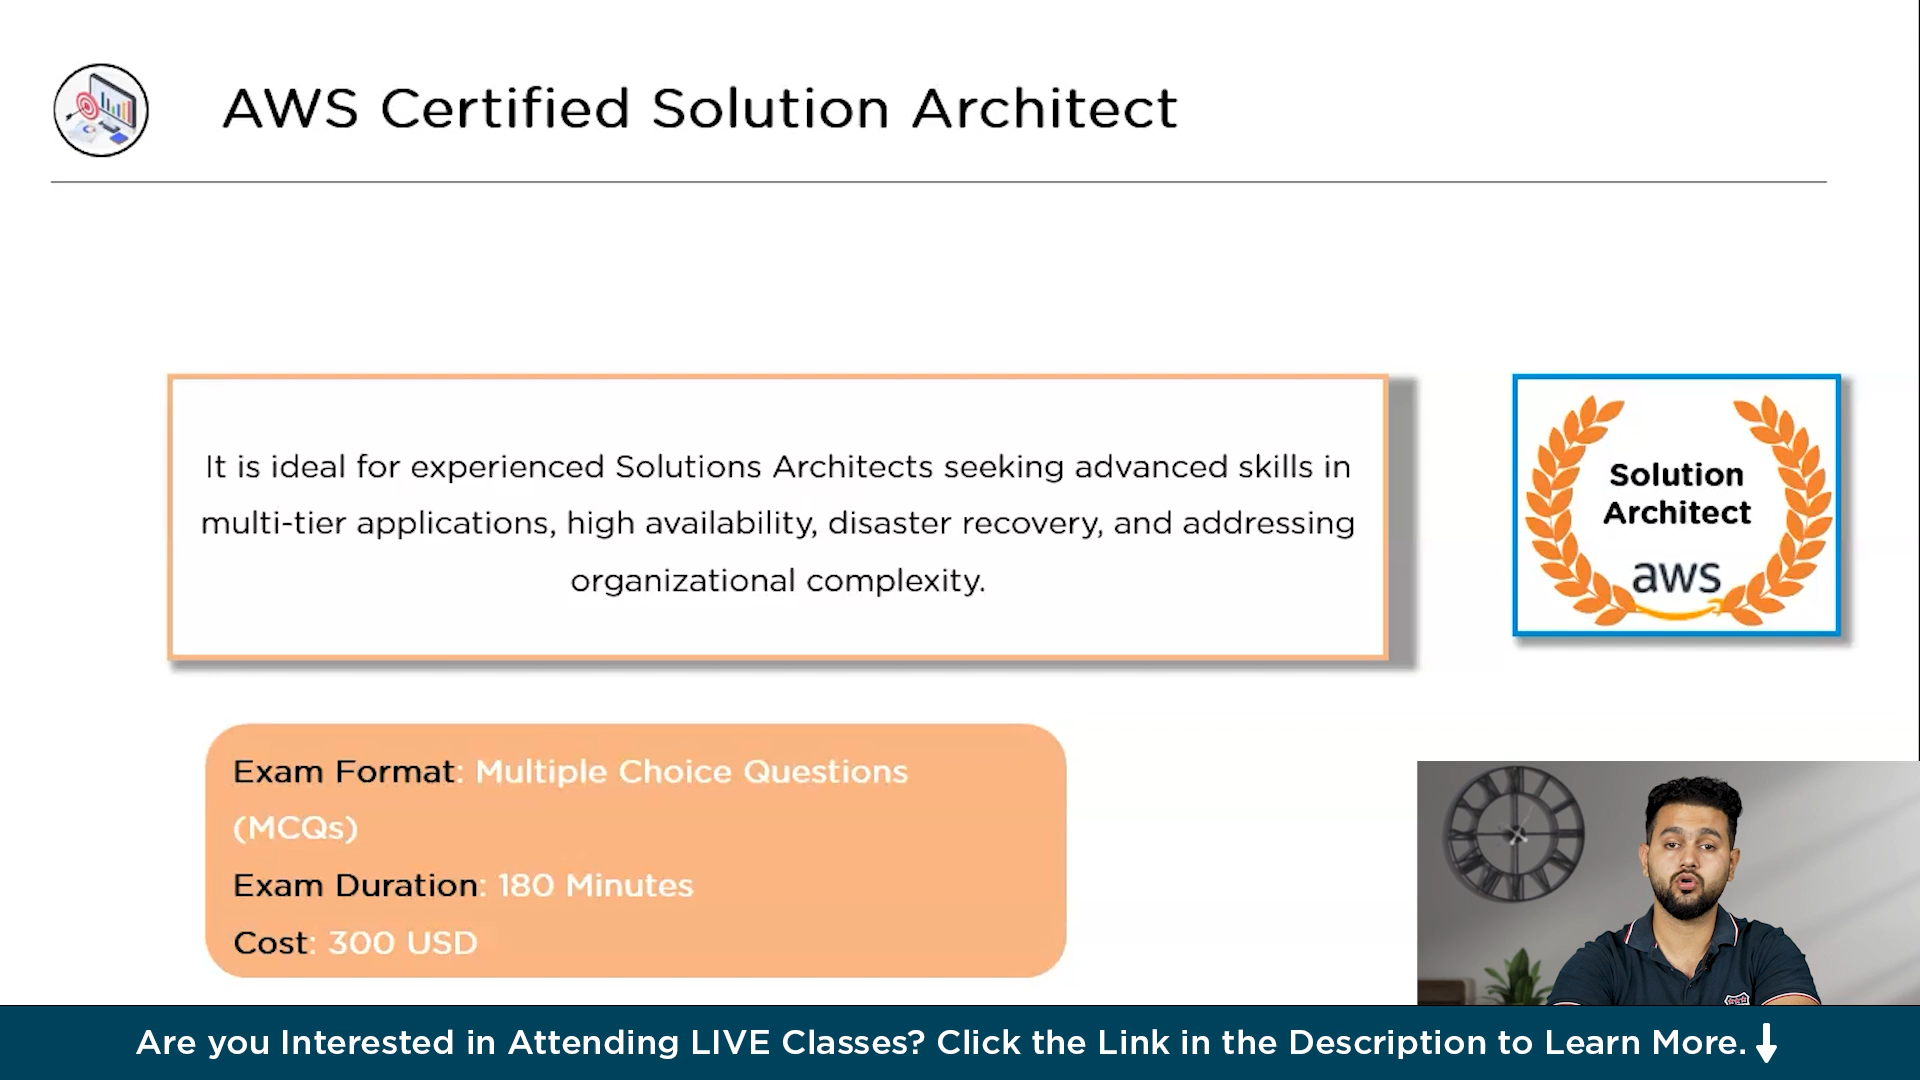 AWS Certified Solution Architect
It is ideal for experienced Solutions Architects seeking advanced skills in
multi-tier applications, high availability, disaster recovery, and addressing
organizational complexity.
Solution
Architect
aws
Exam Format: Multiple Choice Questions
(MCQs)
Exam Duration: 180 Minutes
Cost: 300 USD
Are you Interested in Attending LIVE Classes? Click the Link in the Description to Learn More.